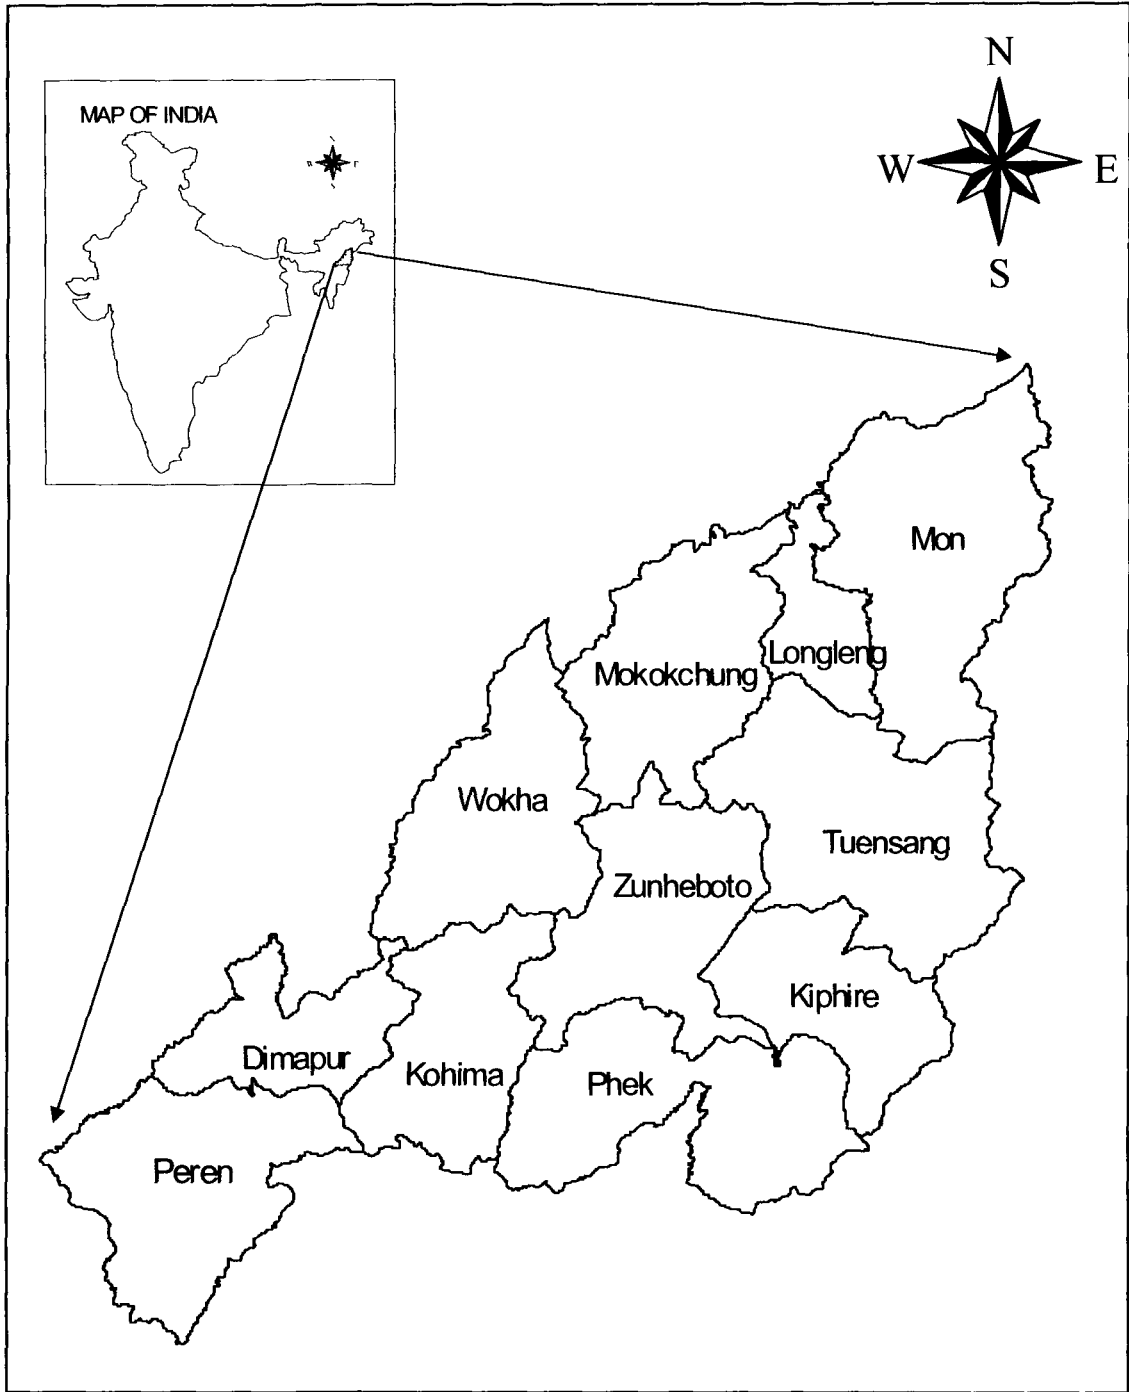 N
MAP OF INDIA
W
E
S
Mon
Longleng
Mokokchung
Wokha
Tuensang
Zunheboto
Kiphire
Dimapur
Kohima
Phek
Peren